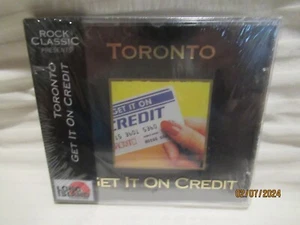 ROCK
CLASSIC
TORONTO
GET IT ON CREDIT
TORONTO
GET IT ON
CREDIT
GET IT ON CREDIT
02/07/2024